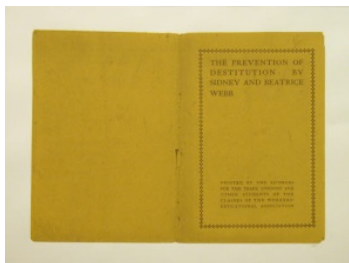 THE PREVENTION OF
DESTITUTION BY
SIDNEY AND BEATRICE
WEBB
PRINTED BY THE AUTHORS
FOR THE TRADE UNIONIST AND
OTHER STUDENTS IN THE
CLASSES OF THE WORKERS'
EDUCATIONAL ASSOCIATION